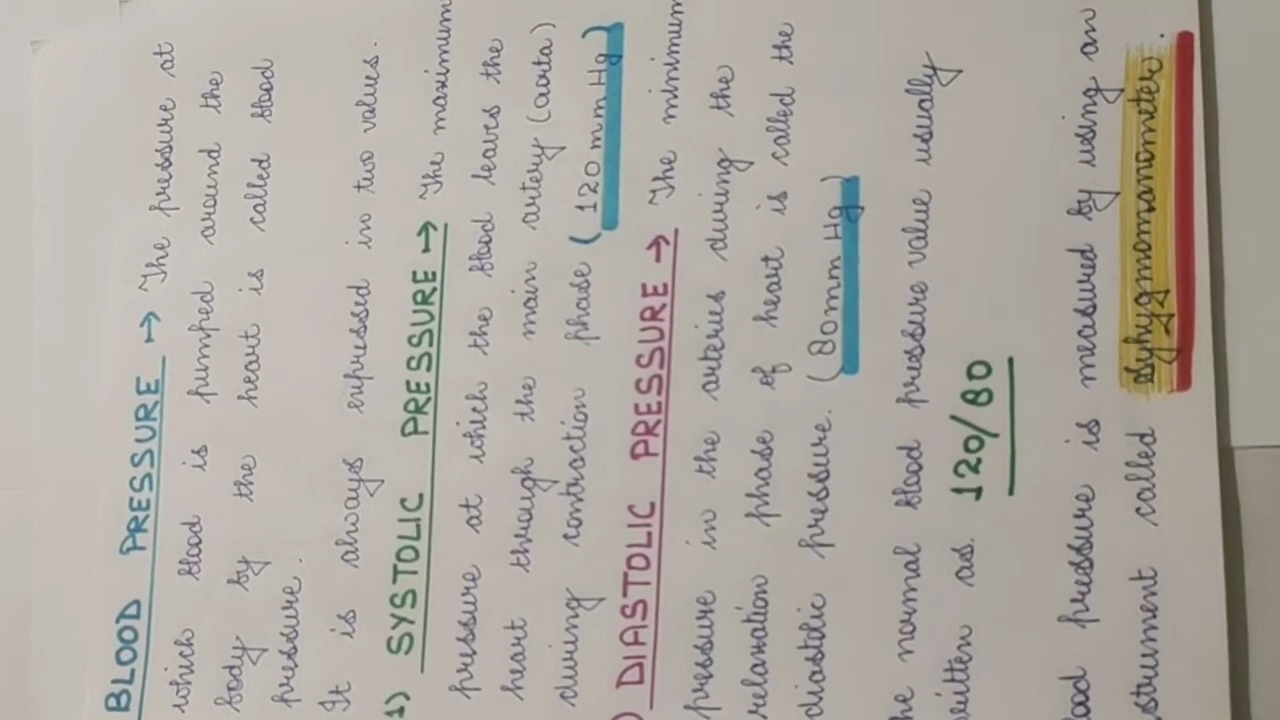 BLOOD PRESSURE → The pressure at
which blood is pumped around the
body by the heart is called blood
pressure.
It is always expressed in two values.
1) SYSTOLIC PRESSURE → The maximum
pressure at which the blood leaves the
heart through the main artery (aorta)
during contraction phase (120 mm Hg)
) DIASTOLIC PRESSURE → The minimum
pressure in the arteries during the
relaxation phase of heart is called the
diastolic pressure. (80mm Hg)
he normal blood pressure value usually
written as. 120/80
ood pressure is measured by using an
strument called sphygmomanometer.